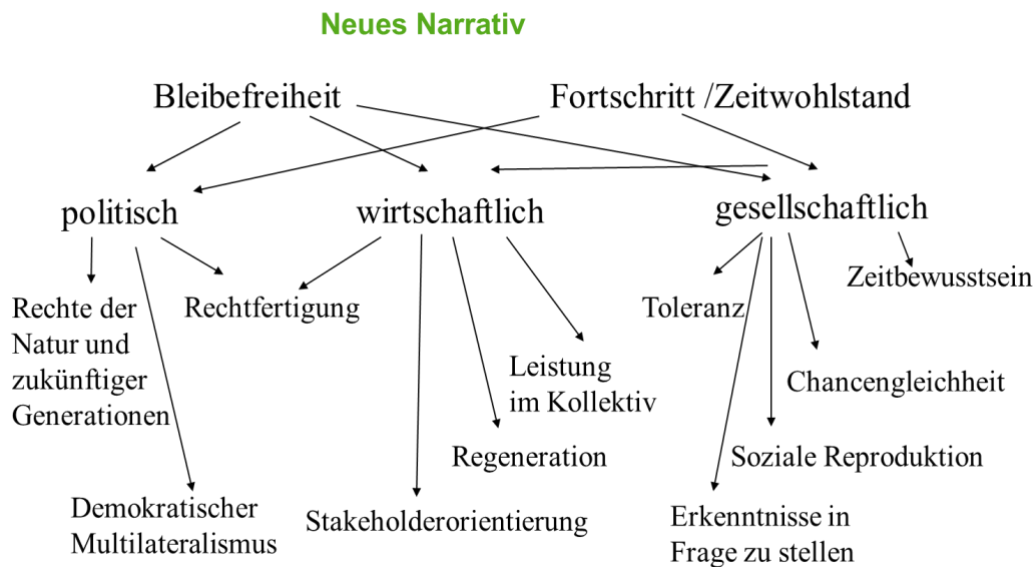 Neues Narrativ
Bleibefreiheit
Fortschritt /Zeitwohlstand
politisch
wirtschaftlich
gesellschaftlich
Rechte der
Natur und
zukünftiger
Generationen
Rechtfertigung
Toleranz
Zeitbewusstsein
Leistung
im Kollektiv
Chancengleichheit
Regeneration
Soziale Reproduktion
Demokratischer
Multilateralismus
Stakeholderorientierung
Erkenntnisse in
Frage zu stellen